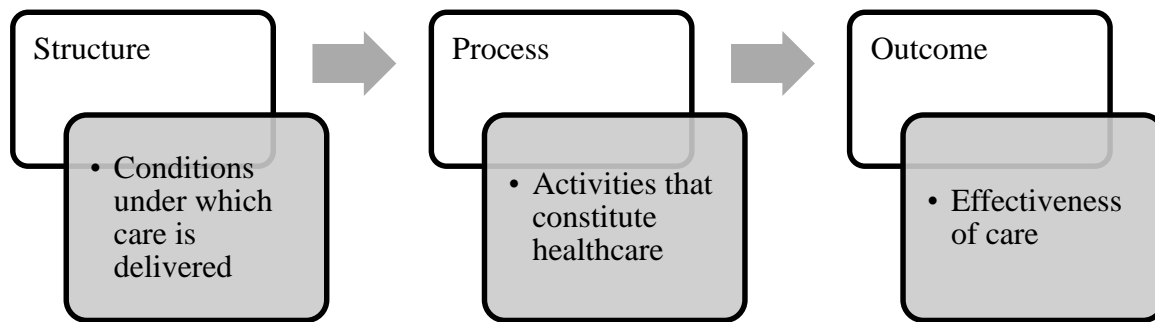 Structure
• Conditions
under which
care is
delivered
Process
• Activities that
constitute
healthcare
Outcome
• Effectiveness
of care